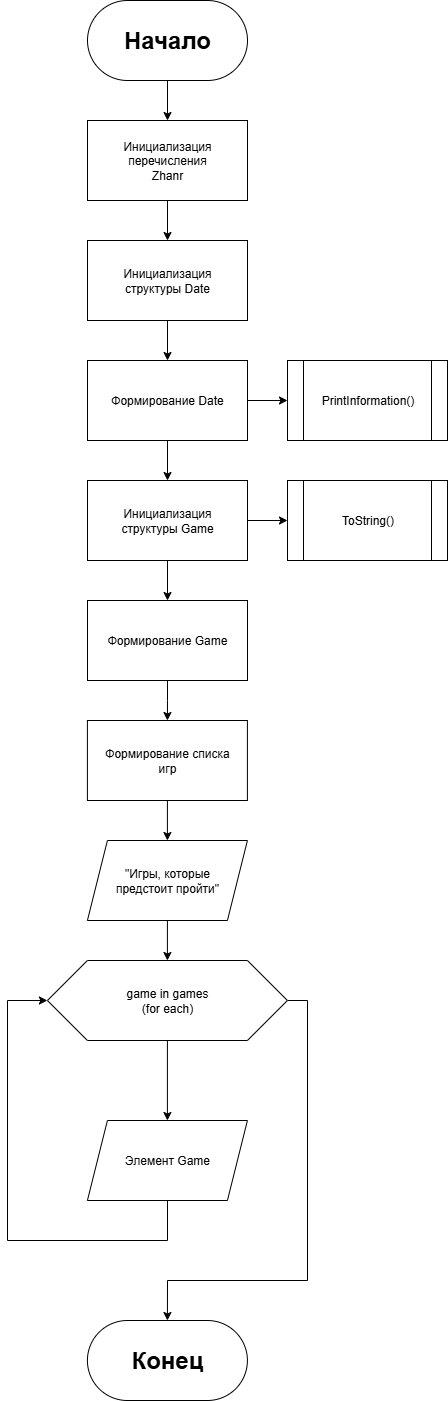 Начало
Инициализация
перечисления
Zhanr
Инициализация
структуры Date
Формирование Date
PrintInformation()
Инициализация
структуры Game
ToString()
Формирование Game
Формирование списка
игр
"Игры, которые
предстоит пройти"
game in games
(for each)
Элемент Game
Конец